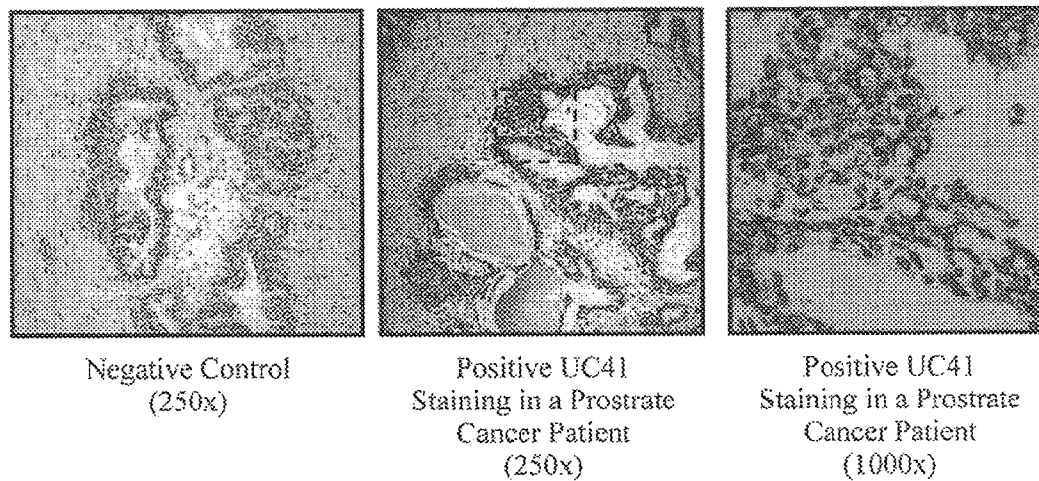 Negative Control
(250x)
Positive UC41
Staining in a Prostrate
Cancer Patient
(250x)
Positive UC41
Staining in a Prostrate
Cancer Patient
(1000x)